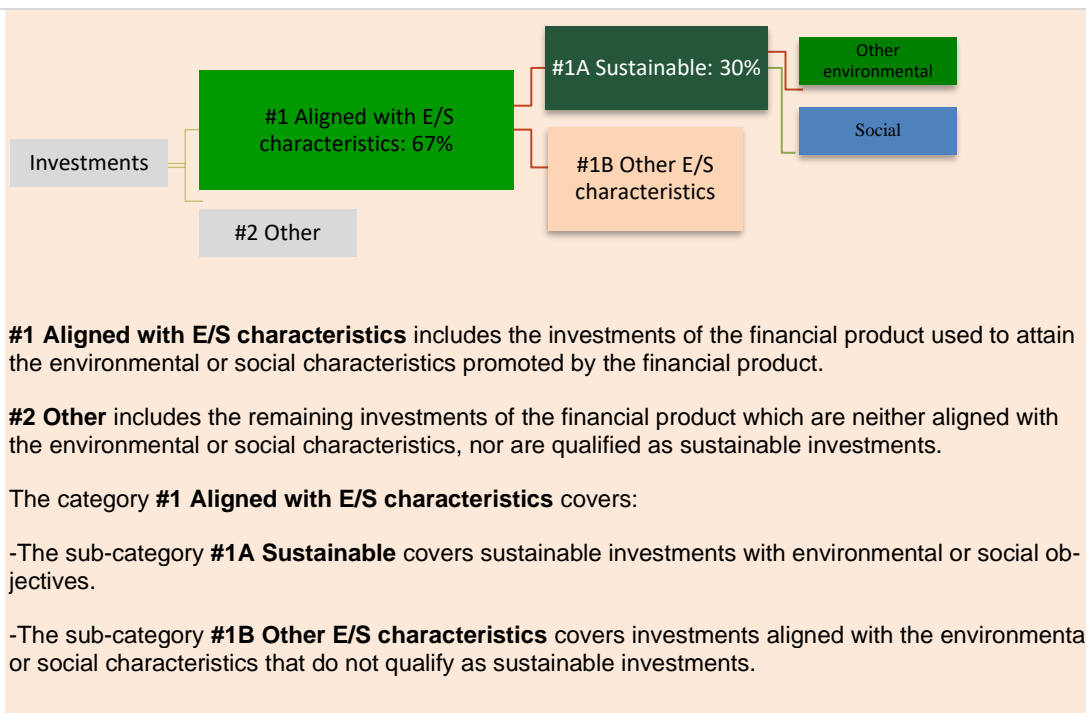 Investments
#1 Aligned with E/S
characteristics: 67%
#2 Other
#1A Sustainable: 30%
#1B Other E/S
characteristics
Other
environmental
Social
#1 Aligned with E/S characteristics includes the investments of the financial product used to attain
the environmental or social characteristics promoted by the financial product.
#2 Other includes the remaining investments of the financial product which are neither aligned with
the environmental or social characteristics, nor are qualified as sustainable investments.
The category #1 Aligned with E/S characteristics covers:
-The sub-category #1A Sustainable covers sustainable investments with environmental or social ob-
jectives.
-The sub-category #1B Other E/S characteristics covers investments aligned with the environmenta
or social characteristics that do not qualify as sustainable investments.